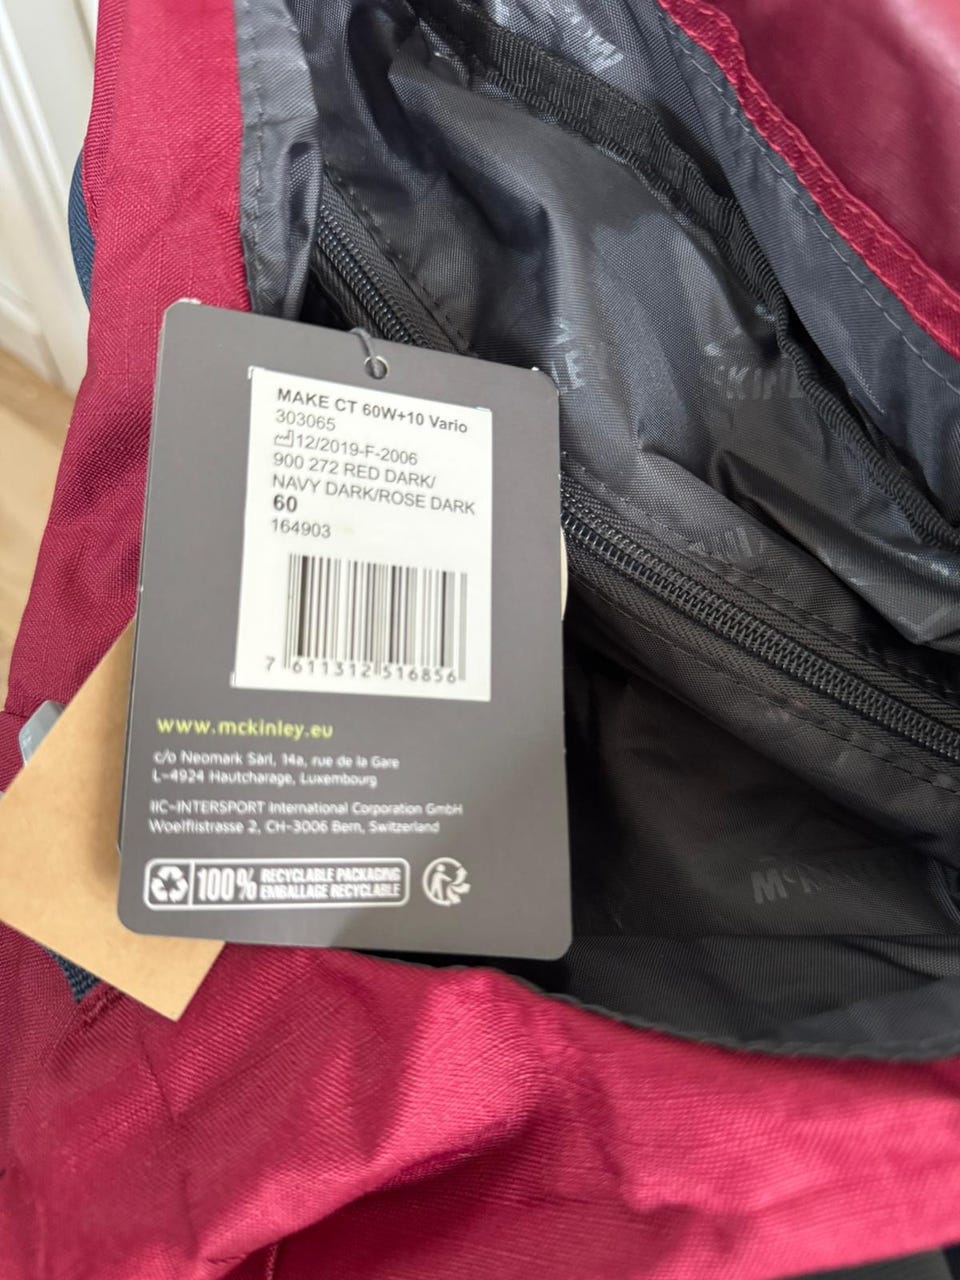 MAKE CT 60W+10 Vario
303065
12/2019-F-2006
900 272 RED DARK/
NAVY DARK/ROSE DARK
60
164903
7 611312 516856
www.mckinley.eu
c/o Neomark Sàrl, 14a, rue de la Gare
L-4924 Hautcharage, Luxembourg
IIC-INTERSPORT International Corporation GmbH
Woelflistrasse 2, CH-3006 Bern, Switzerland
100% RECYCLABLE PACKAGING
EMBALLAGE RECYCLABLE